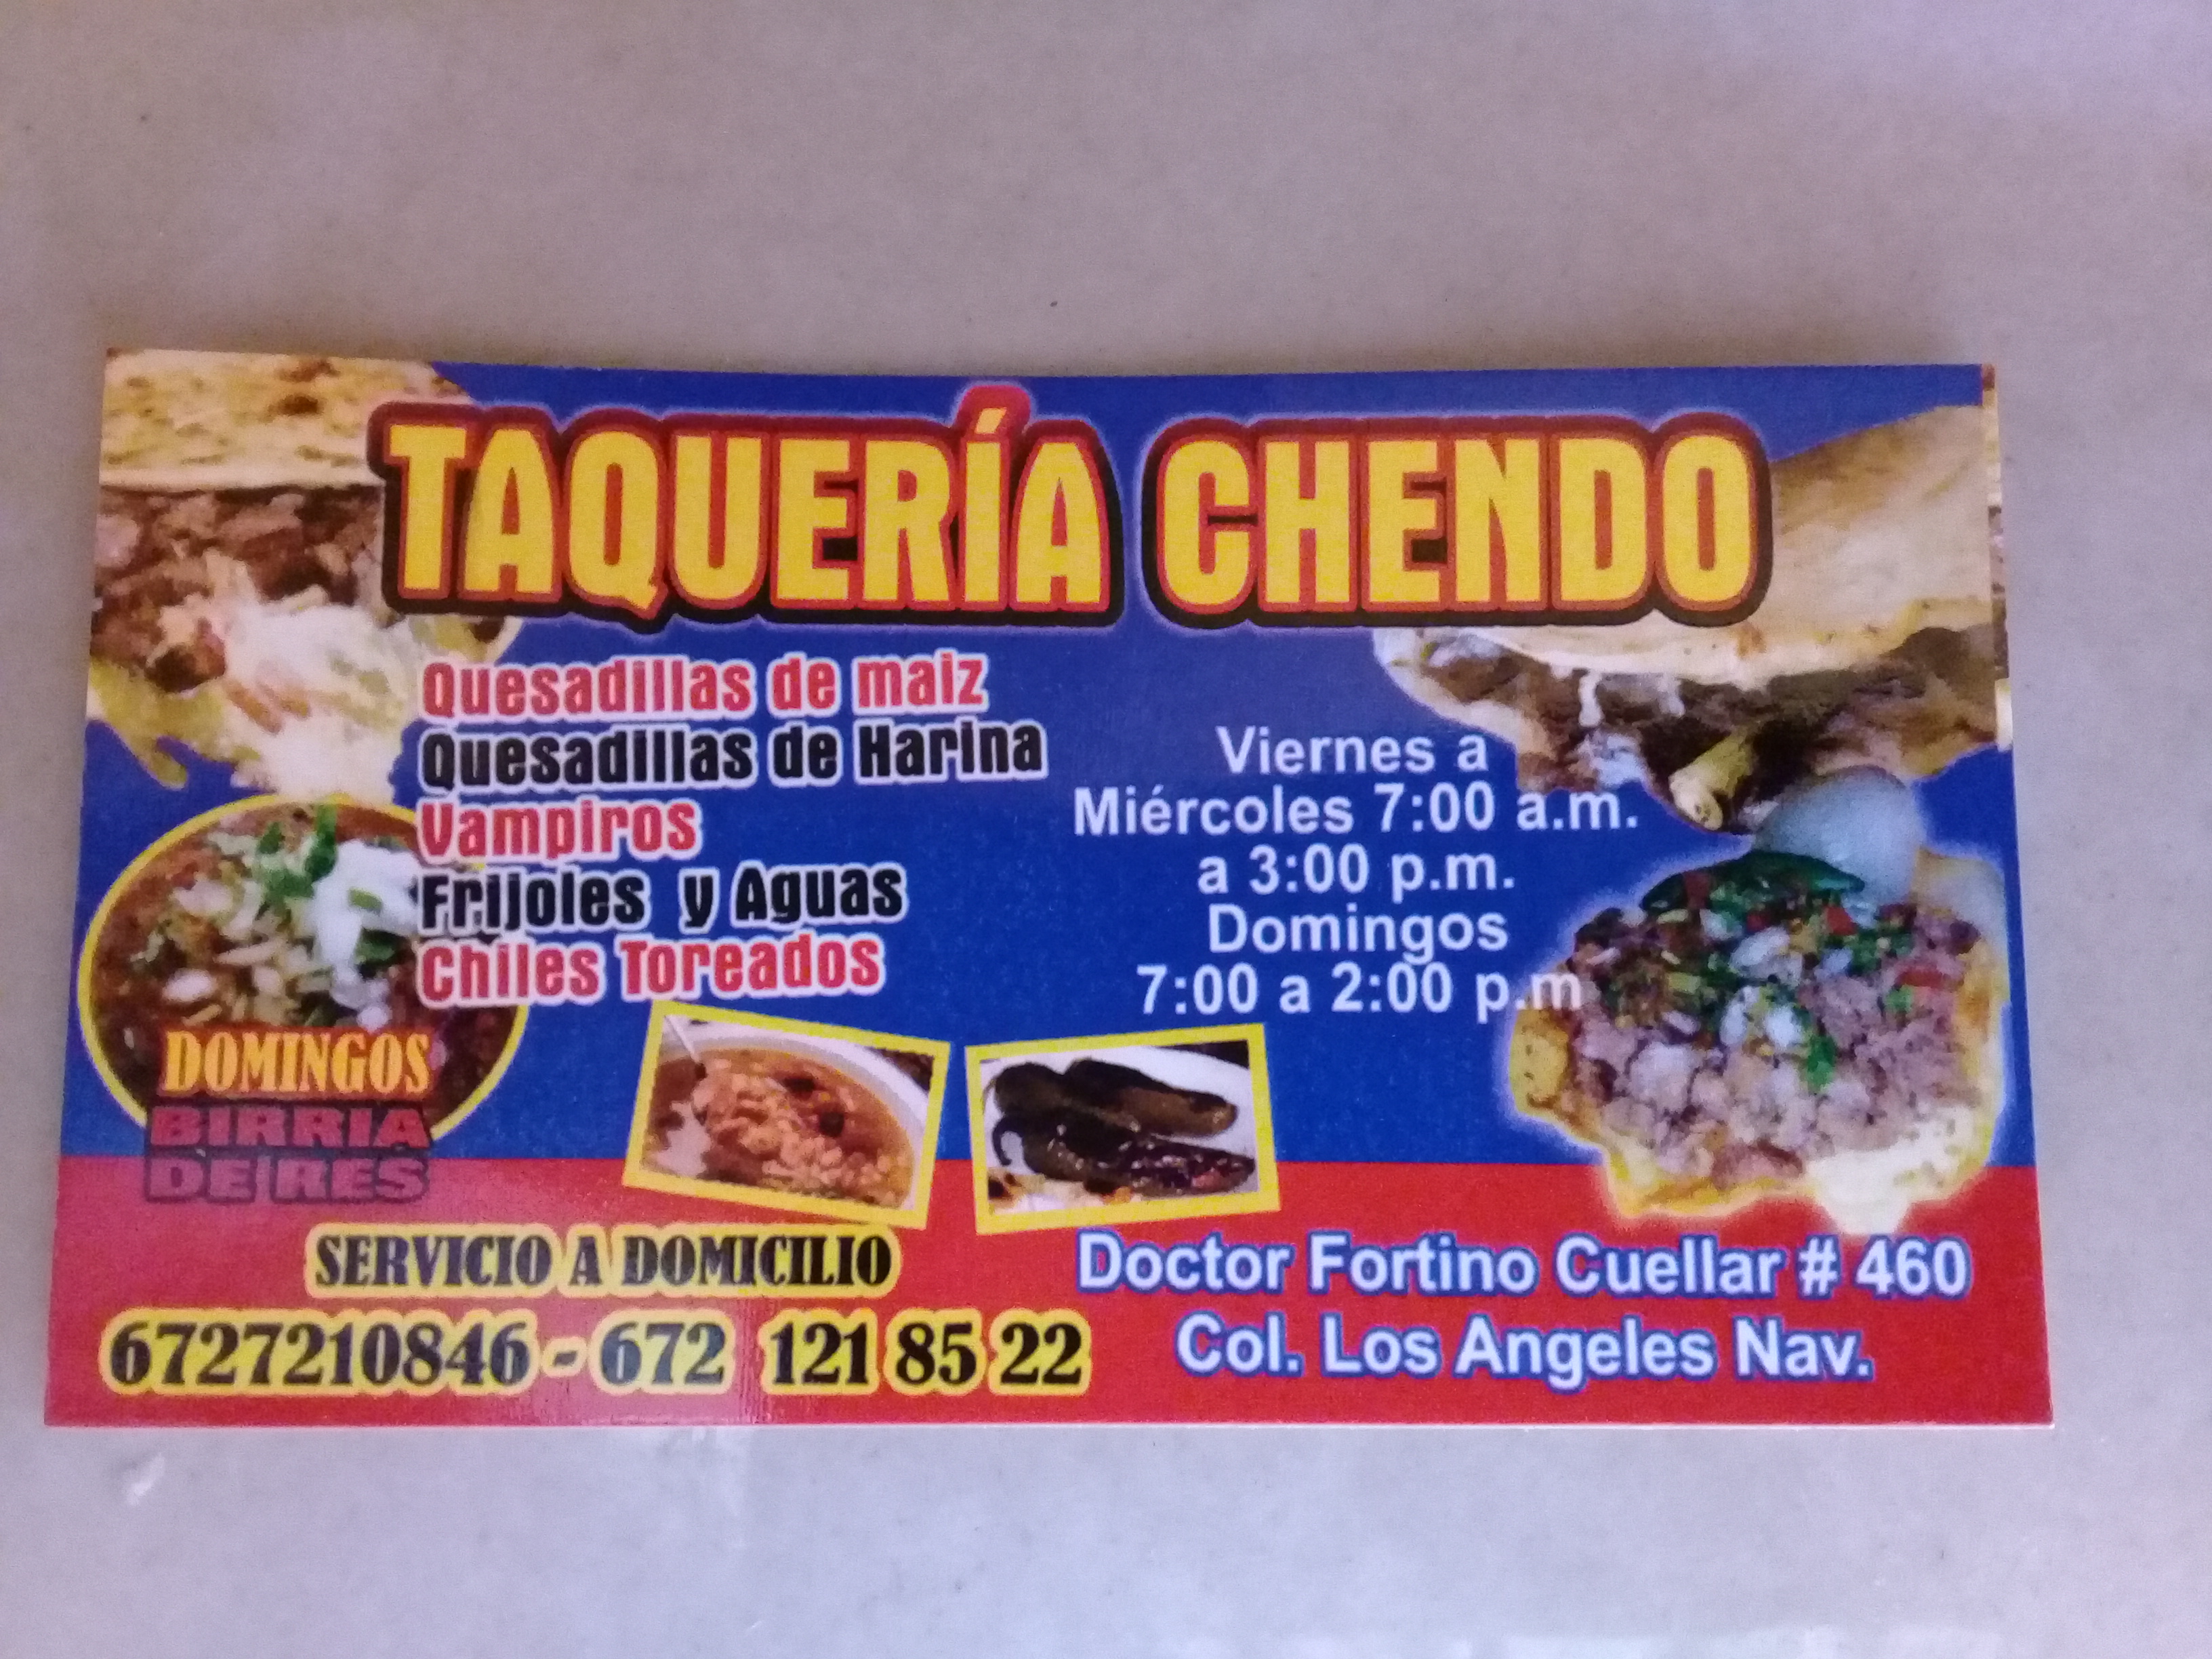 TAQUERÍA CHENDO
Quesadillas de maiz
Quesadillas de Harina
Vampiros
Frijoles y Aguas
Chiles Toreados
Viernes a
Miércoles 7:00 a.m.
a 3:00 p.m.
Domingos
7:00 a 2:00 p.m
DOMINGOS
BIRRIA
DE RES
SERVICIO A DOMICILIO
6727210846 - 672 121 85 22
Doctor Fortino Cuellar # 460
Col. Los Angeles Nav.